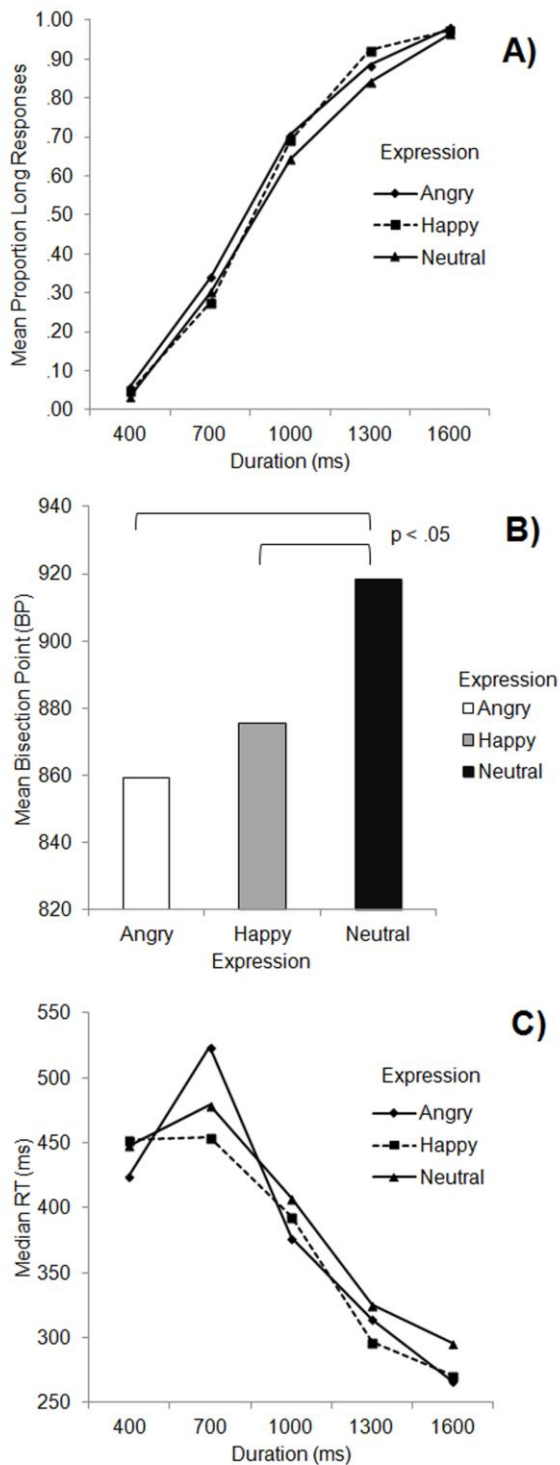 A)
Mean Proportion Long Responses
1.00
.90
.80
.70
.60
.50
.40
.30
.20
.10
.00
Expression
Angry
Happy
Neutral
400 700 1000 1300 1600
Duration (ms)
B)
Mean Bisection Point (BP)
940
920
900
880
860
840
820
p < .05
Expression
Angry
Happy
Neutral
Angry Happy Neutral
Expression
C)
Median RT (ms)
550
500
450
400
350
300
250
Expression
Angry
Happy
Neutral
400 700 1000 1300 1600
Duration (ms)